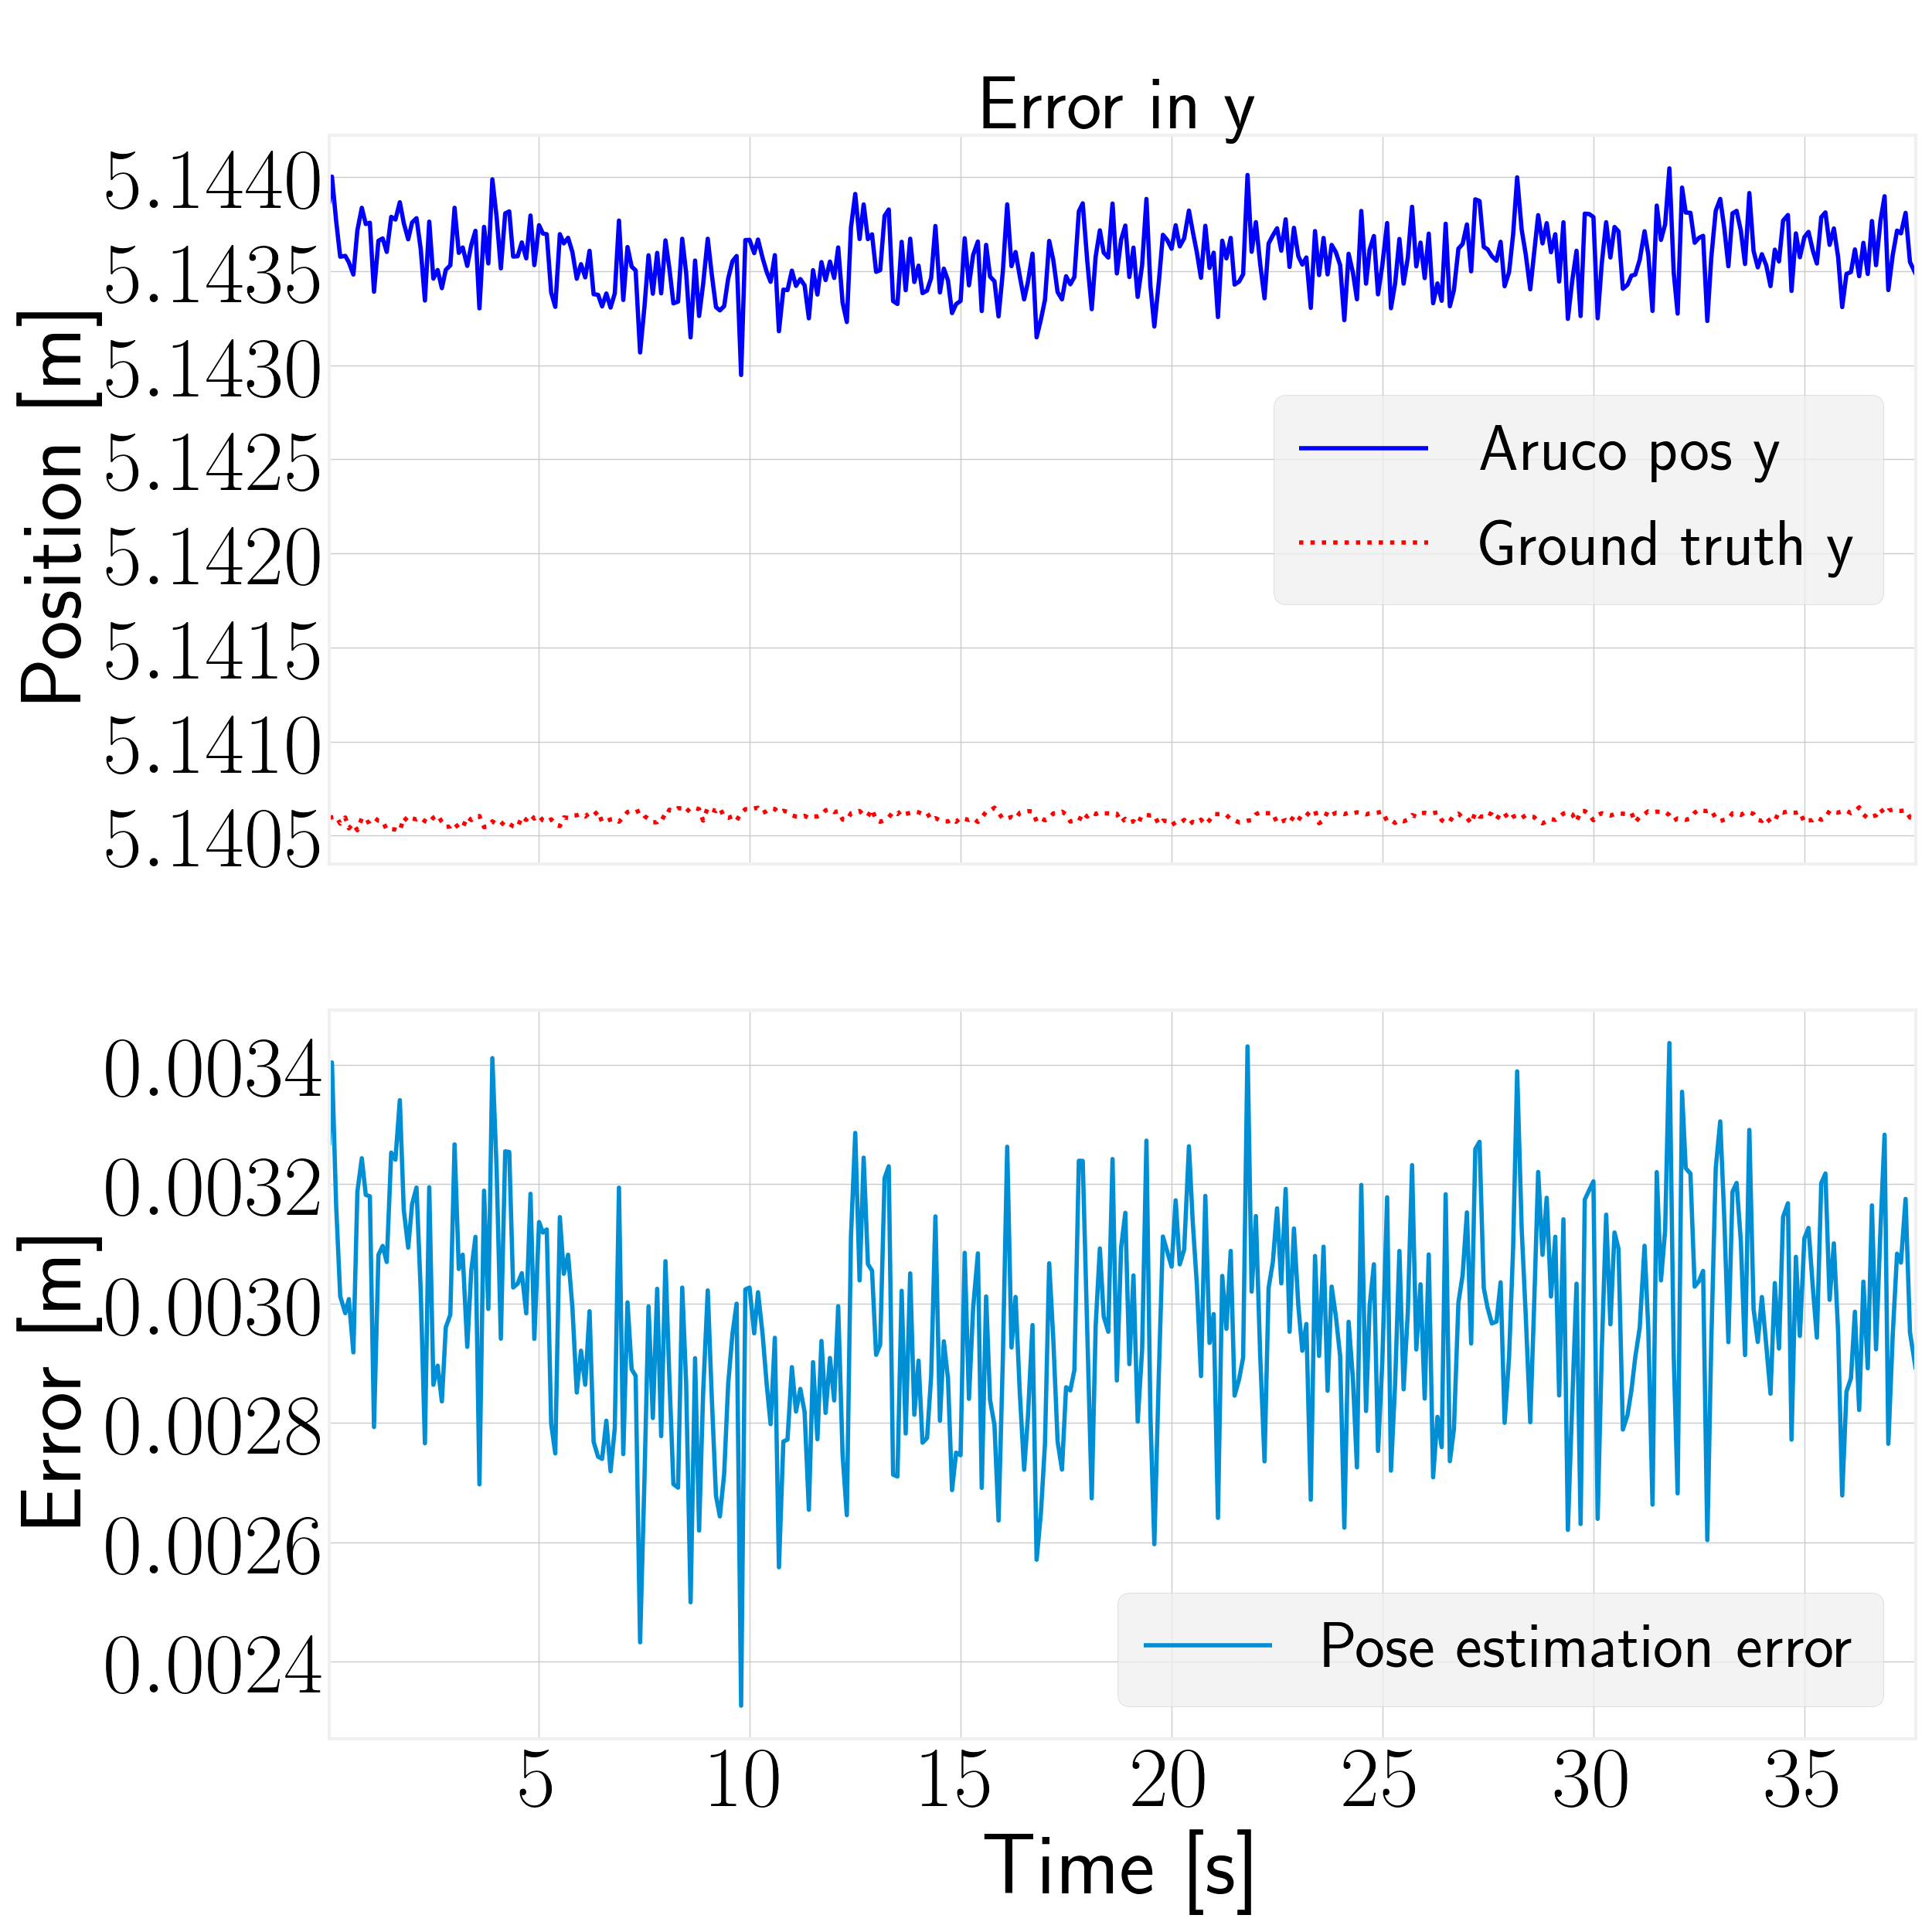 Error in y
Position [m]
5.1440
5.1435
5.1430
5.1425
5.1420
5.1415
5.1410
5.1405
Aruco pos y
Ground truth y
Error [m]
0.0034
0.0032
0.0030
0.0028
0.0026
0.0024
Pose estimation error
5 10 15 20 25 30 35
Time [s]